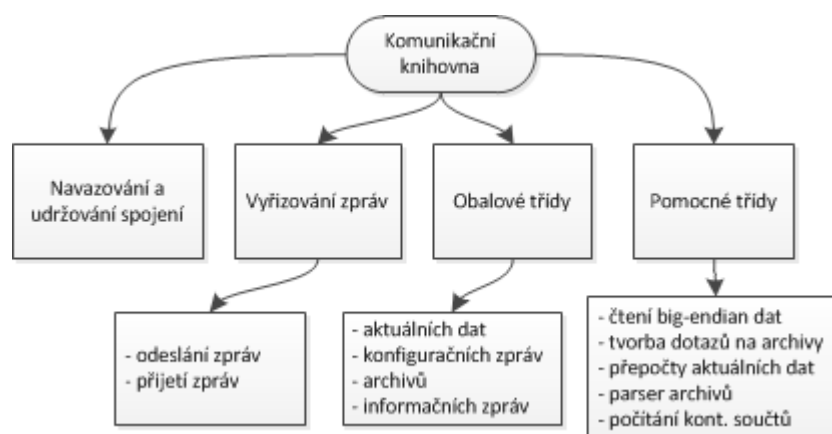 Komunikační
knihovna
Navazování a
udržování spojení
Vyřizování zpráv
Obalové třídy
Pomocné třídy
- odeslání zpráv
- přijetí zpráv
- aktuálních dat
- konfiguračních zpráv
- archivů
- informačních zpráv
- čtení big-endian dat
- tvorba dotazů na archivy
- přepočty aktuálních dat
- parser archivů
- počítání kont. součtů